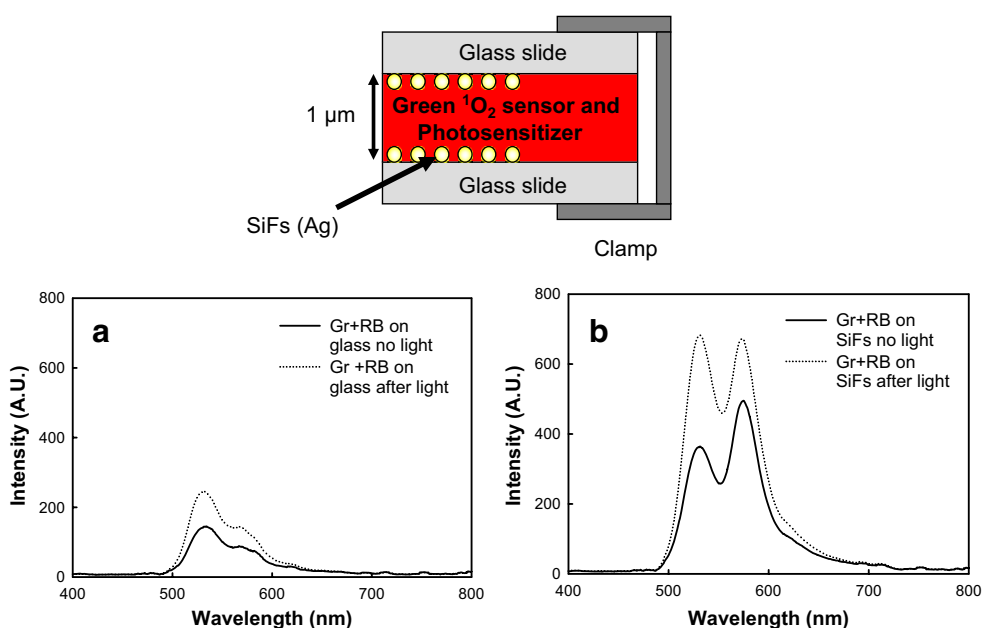 Glass slide
1 µm
Green ¹O₂ sensor and
Photosensitizer
Glass slide
SiFs (Ag)
Clamp
a
Gr+RB on
glass no light
Gr +RB on
glass after light
800
600
400
200
0
Intensity (A.U.)
400 500 600 700 800
Wavelength (nm)
b
Gr+RB on
SiFs no light
Gr+RB on
SiFs after light
800
600
400
200
0
Intensity (A.U.)
400 500 600 700 800
Wavelength (nm)